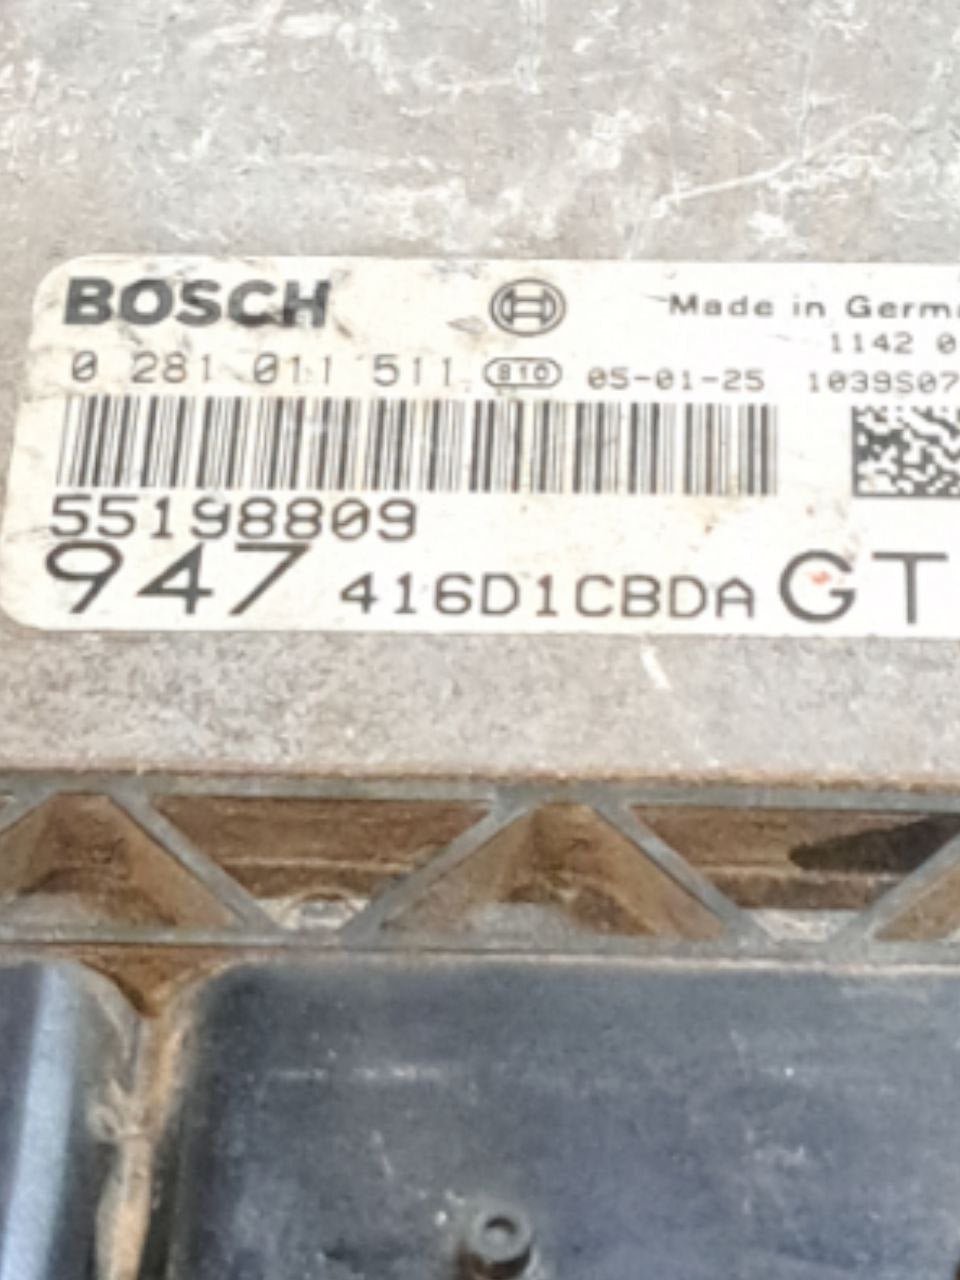 BOSCH Made in Germ
1142 0
0 281 011 511 810 05-01-25 1039S07
55198809
947 416D1CBDA GT